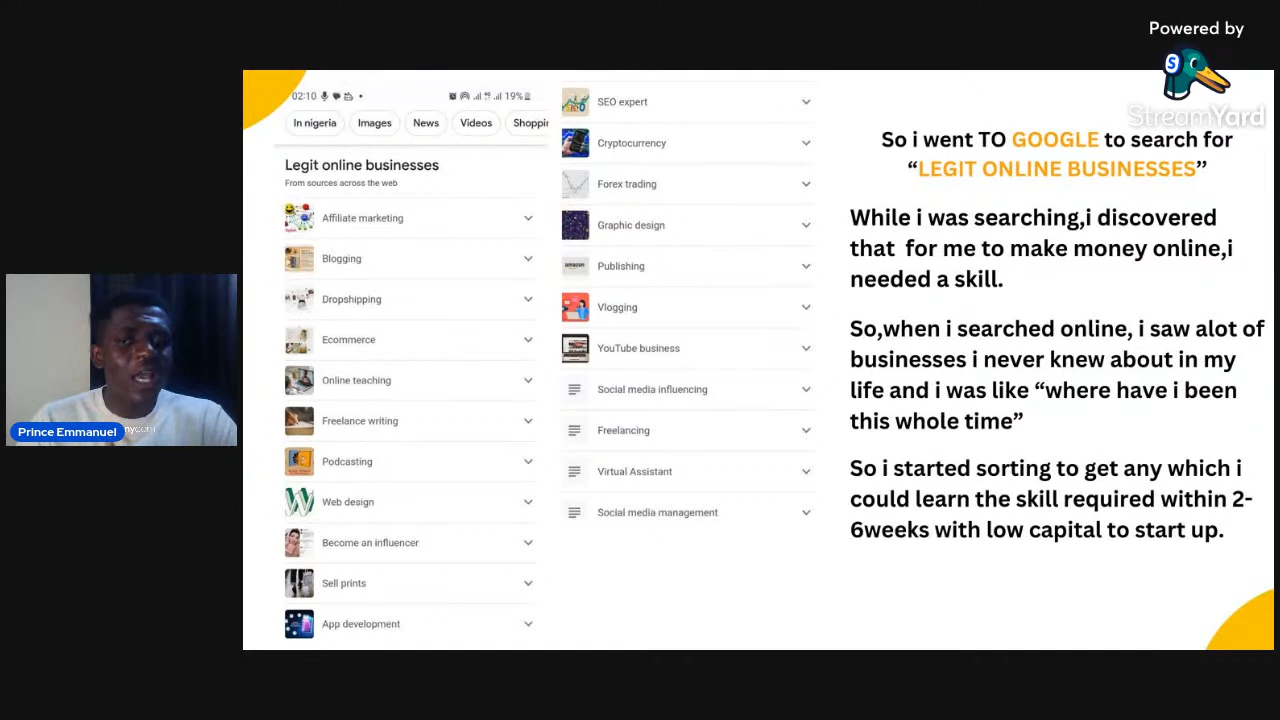 Powered by
StreamYard
02:10
19%
In nigeria
Images
News
Videos
Shoppin
Legit online businesses
From sources across the web
Affiliate marketing
Blogging
Dropshipping
Ecommerce
Online teaching
Freelance writing
Podcasting
Web design
Become an influencer
Sell prints
App development
SEO expert
Cryptocurrency
Forex trading
Graphic design
Publishing
Vlogging
YouTube business
Social media influencing
Freelancing
Virtual Assistant
Social media management
So i went TO GOOGLE to search for
“LEGIT ONLINE BUSINESSES”
While i was searching,i discovered
that for me to make money online,i
needed a skill.
So,when i searched online, i saw alot of
businesses i never knew about in my
life and i was like “where have i been
this whole time”
So i started sorting to get any which i
could learn the skill required within 2-
6weeks with low capital to start up.
Prince Emmanuel